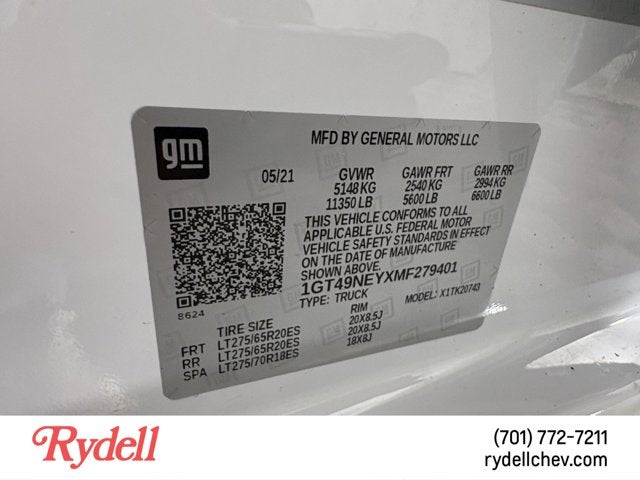 gm
MFD BY GENERAL MOTORS LLC
05/21 GVWR GAWR FRT GAWR RR
5148 KG 2540 KG 2994 KG
11350 LB 5600 LB 6600 LB
THIS VEHICLE CONFORMS TO ALL
APPLICABLE U.S. FEDERAL MOTOR
VEHICLE SAFETY STANDARDS IN EFFECT
ON THE DATE OF MANUFACTURE
SHOWN ABOVE.
1GT49NEYXMF279401
TYPE: TRUCK MODEL: X1TK20743
8624
TIRE SIZE RIM
FRT LT275/65R20ES 20X8.5J
RR LT275/65R20ES 20X8.5J
SPA LT275/70R18ES 18X8J
Rydell
(701) 772-7211
rydellchev.com